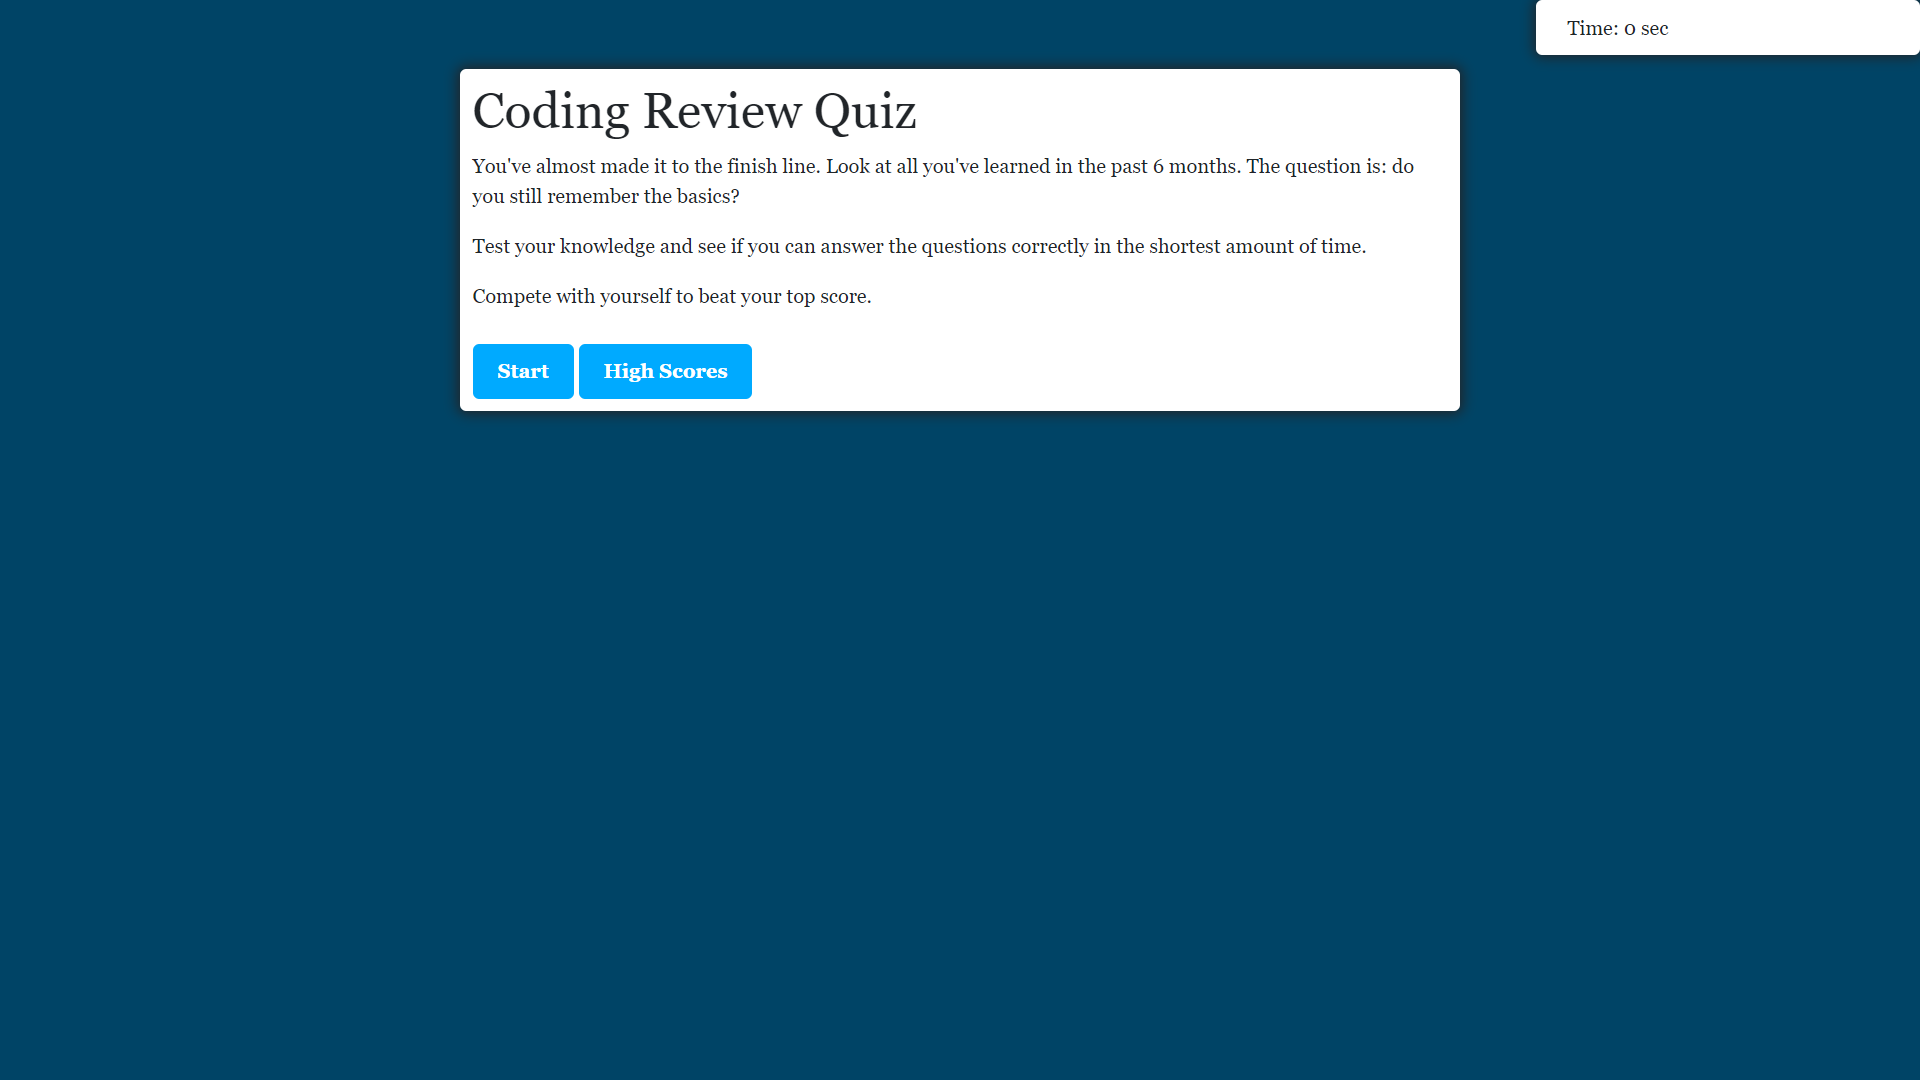 Time: 0 sec
Coding Review Quiz
You've almost made it to the finish line. Look at all you've learned in the past 6 months. The question is: do
you still remember the basics?
Test your knowledge and see if you can answer the questions correctly in the shortest amount of time.
Compete with yourself to beat your top score.
Start High Scores